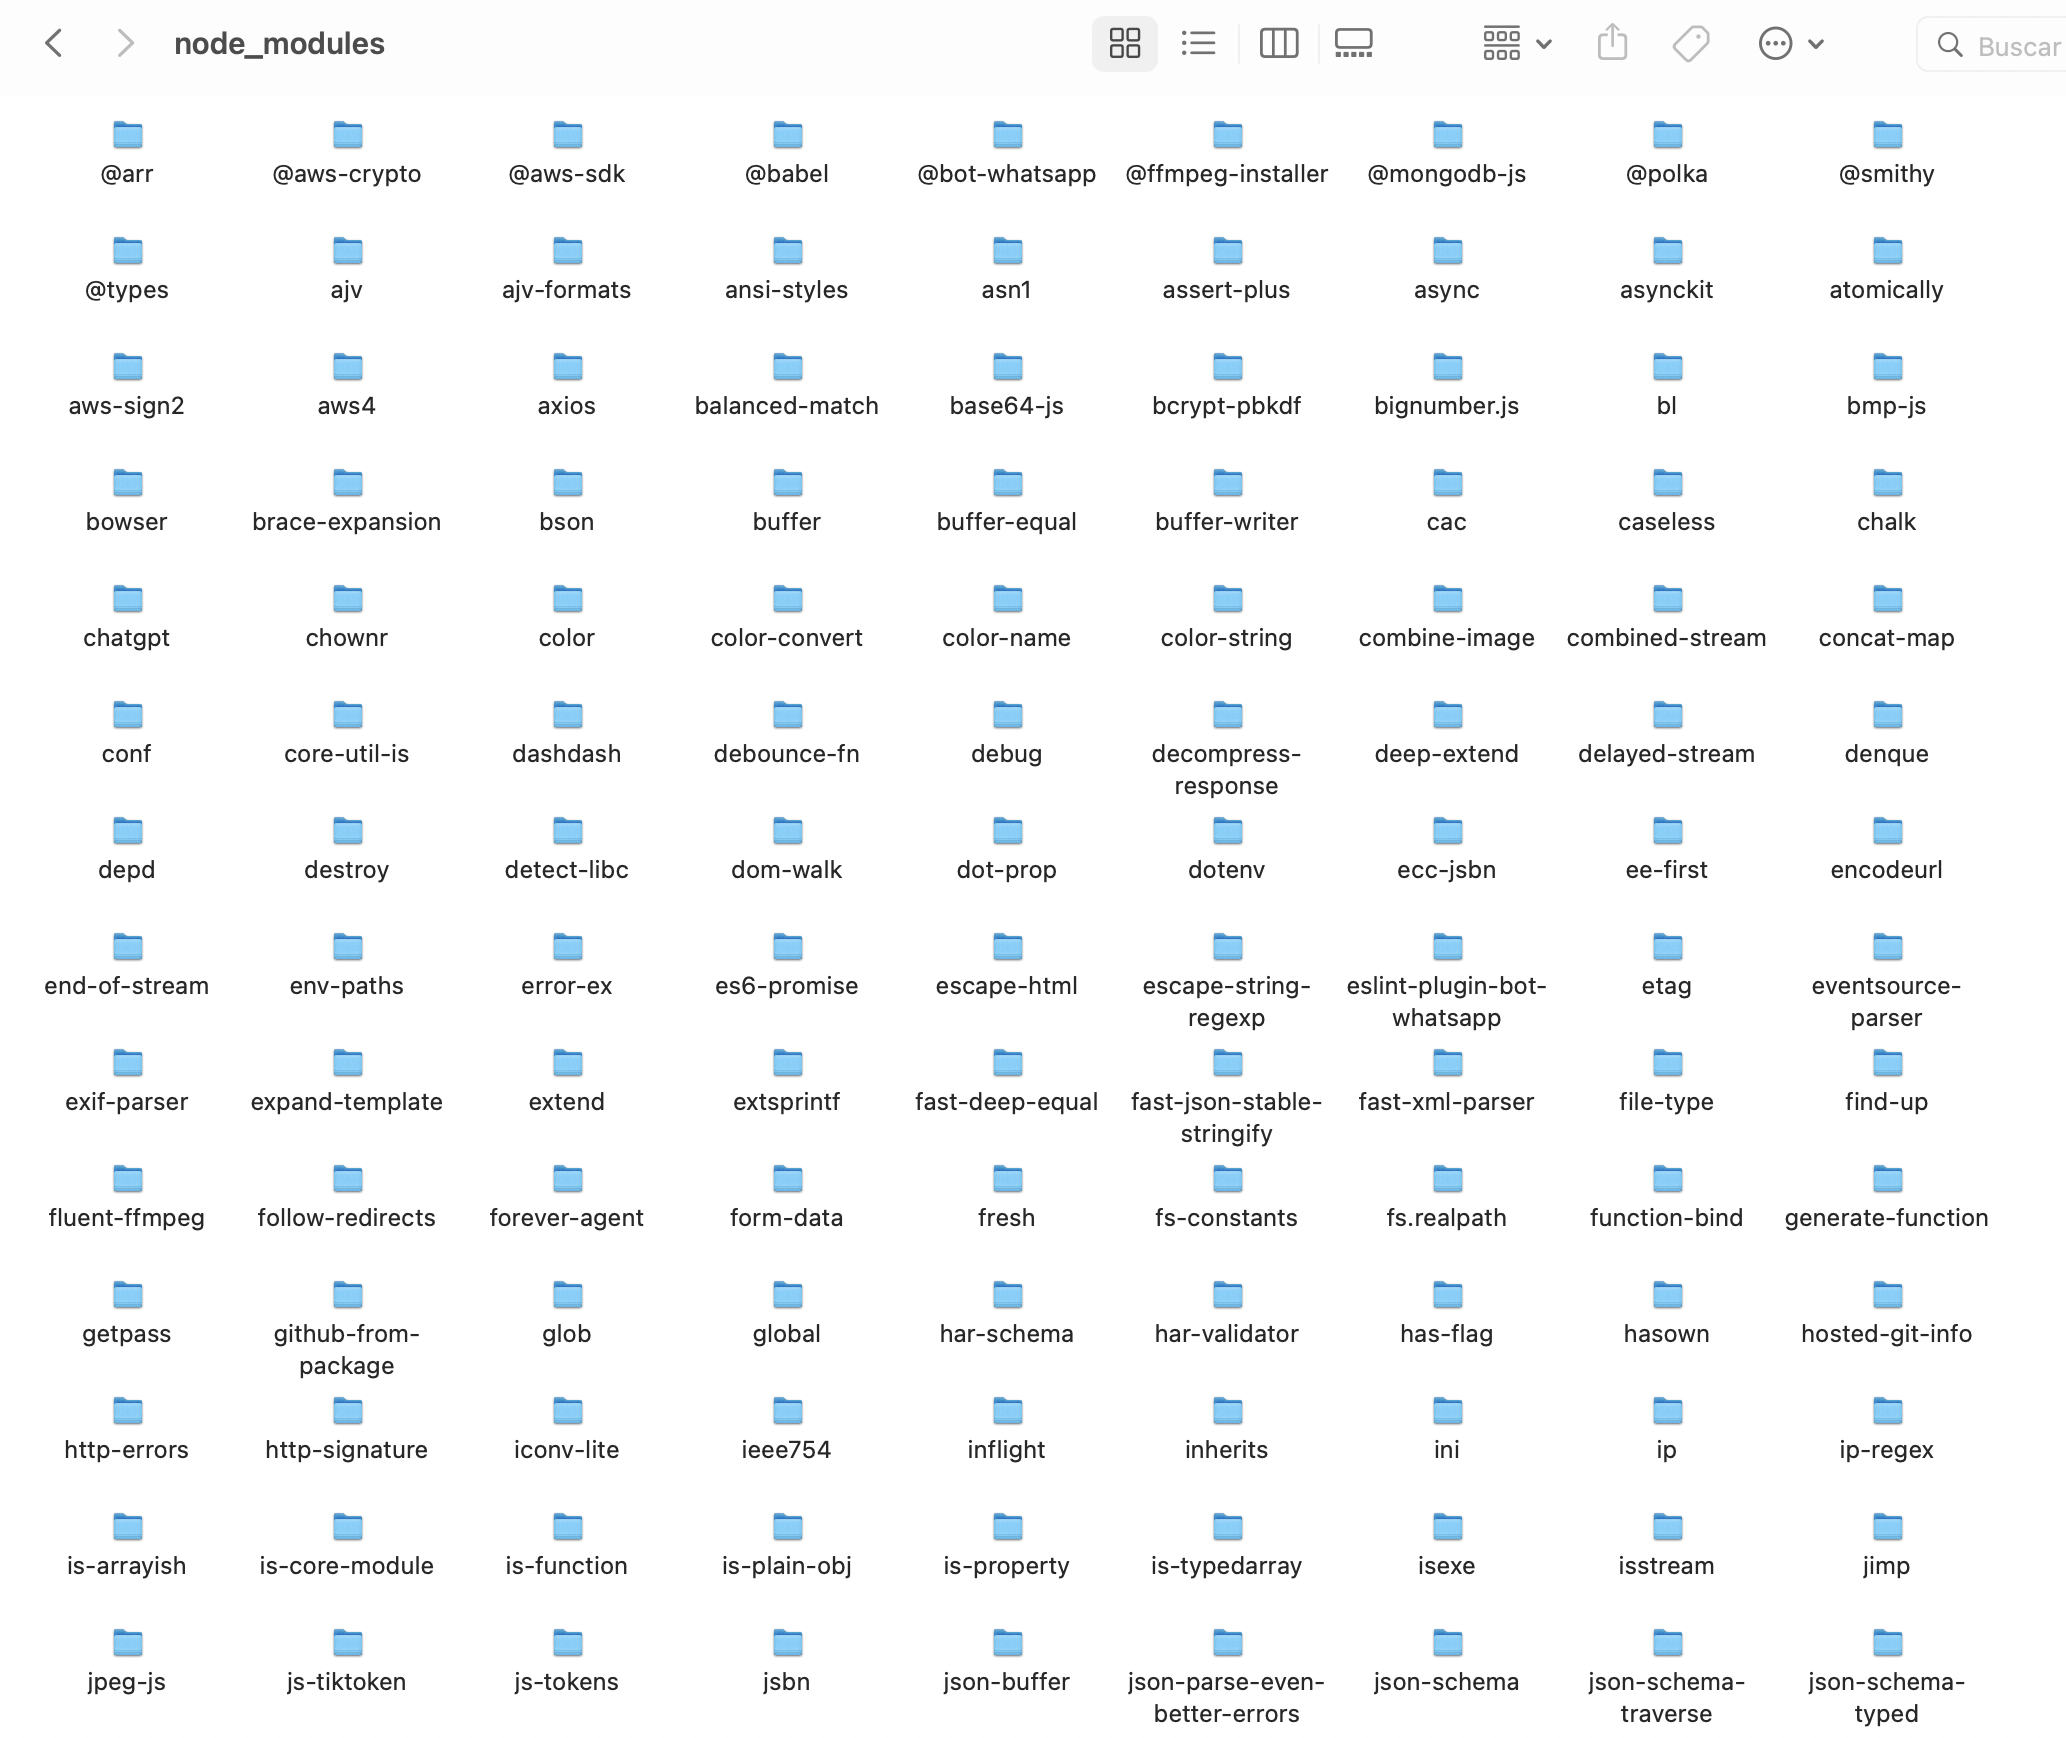 node_modules
Buscar
@arr
@aws-crypto
@aws-sdk
@babel
@bot-whatsapp
@ffmpeg-installer
@mongodb-js
@polka
@smithy
@types
ajv
ajv-formats
ansi-styles
asn1
assert-plus
async
asynckit
atomically
aws-sign2
aws4
axios
balanced-match
base64-js
bcrypt-pbkdf
bignumber.js
bl
bmp-js
bowser
brace-expansion
bson
buffer
buffer-equal
buffer-writer
cac
caseless
chalk
chatgpt
chownr
color
color-convert
color-name
color-string
combine-image
combined-stream
concat-map
conf
core-util-is
dashdash
debounce-fn
debug
decompress-
response
deep-extend
delayed-stream
denque
depd
destroy
detect-libc
dom-walk
dot-prop
dotenv
ecc-jsbn
ee-first
encodeurl
end-of-stream
env-paths
error-ex
es6-promise
escape-html
escape-string-
regexp
eslint-plugin-bot-
whatsapp
etag
eventsource-
parser
exif-parser
expand-template
extend
extsprintf
fast-deep-equal
fast-json-stable-
stringify
fast-xml-parser
file-type
find-up
fluent-ffmpeg
follow-redirects
forever-agent
form-data
fresh
fs-constants
fs.realpath
function-bind
generate-function
getpass
github-from-
package
glob
global
har-schema
har-validator
has-flag
hasown
hosted-git-info
http-errors
http-signature
iconv-lite
ieee754
inflight
inherits
ini
ip
ip-regex
is-arrayish
is-core-module
is-function
is-plain-obj
is-property
is-typedarray
isexe
isstream
jimp
jpeg-js
js-tiktoken
js-tokens
jsbn
json-buffer
json-parse-even-
better-errors
json-schema
json-schema-
traverse
json-schema-
typed